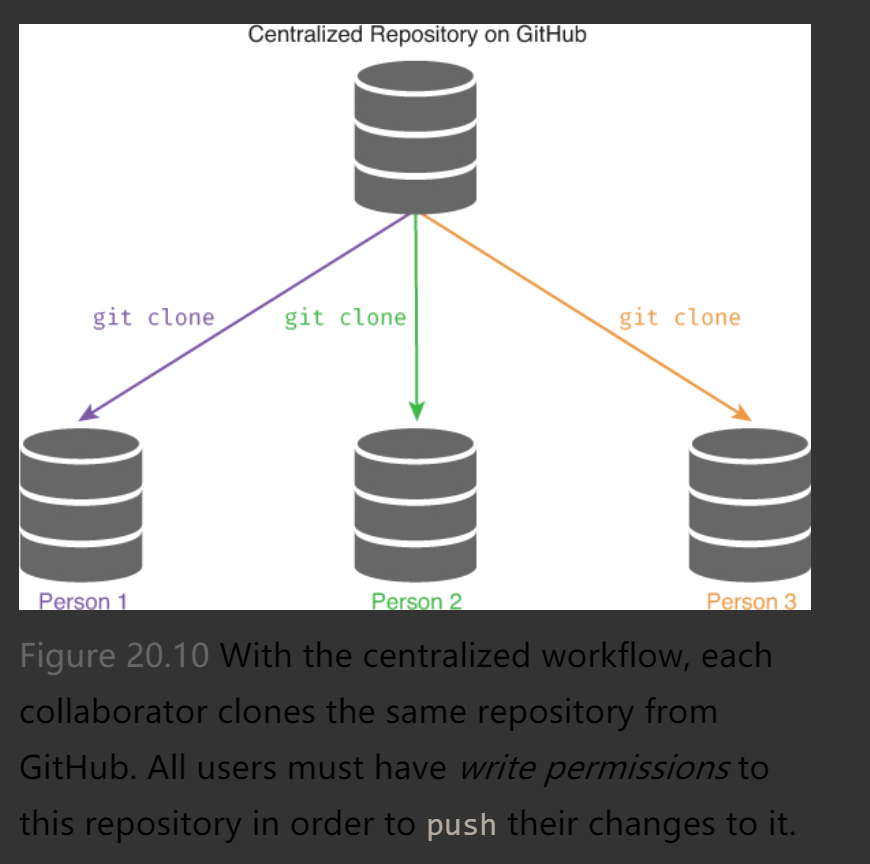 Centralized Repository on GitHub
git clone
git clone
git clone
Person 1
Person 2
Person 3
Figure 20.10 With the centralized workflow, each
collaborator clones the same repository from
GitHub. All users must have write permissions to
this repository in order to push their changes to it.